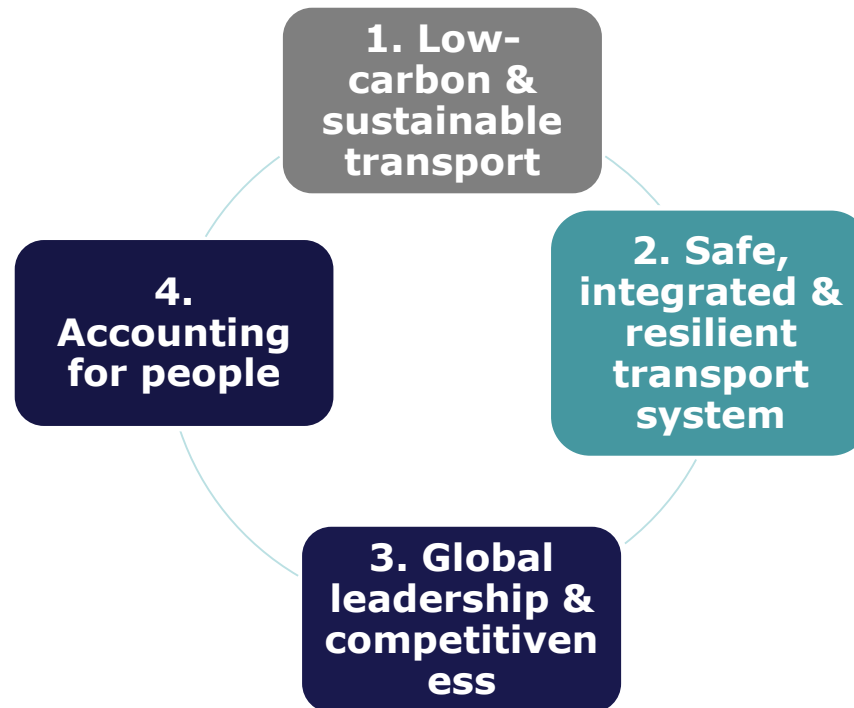 1. Low-
carbon &
sustainable
transport
2. Safe,
integrated &
resilient
transport
system
3. Global
leadership &
competitiven
ess
4.
Accounting
for people